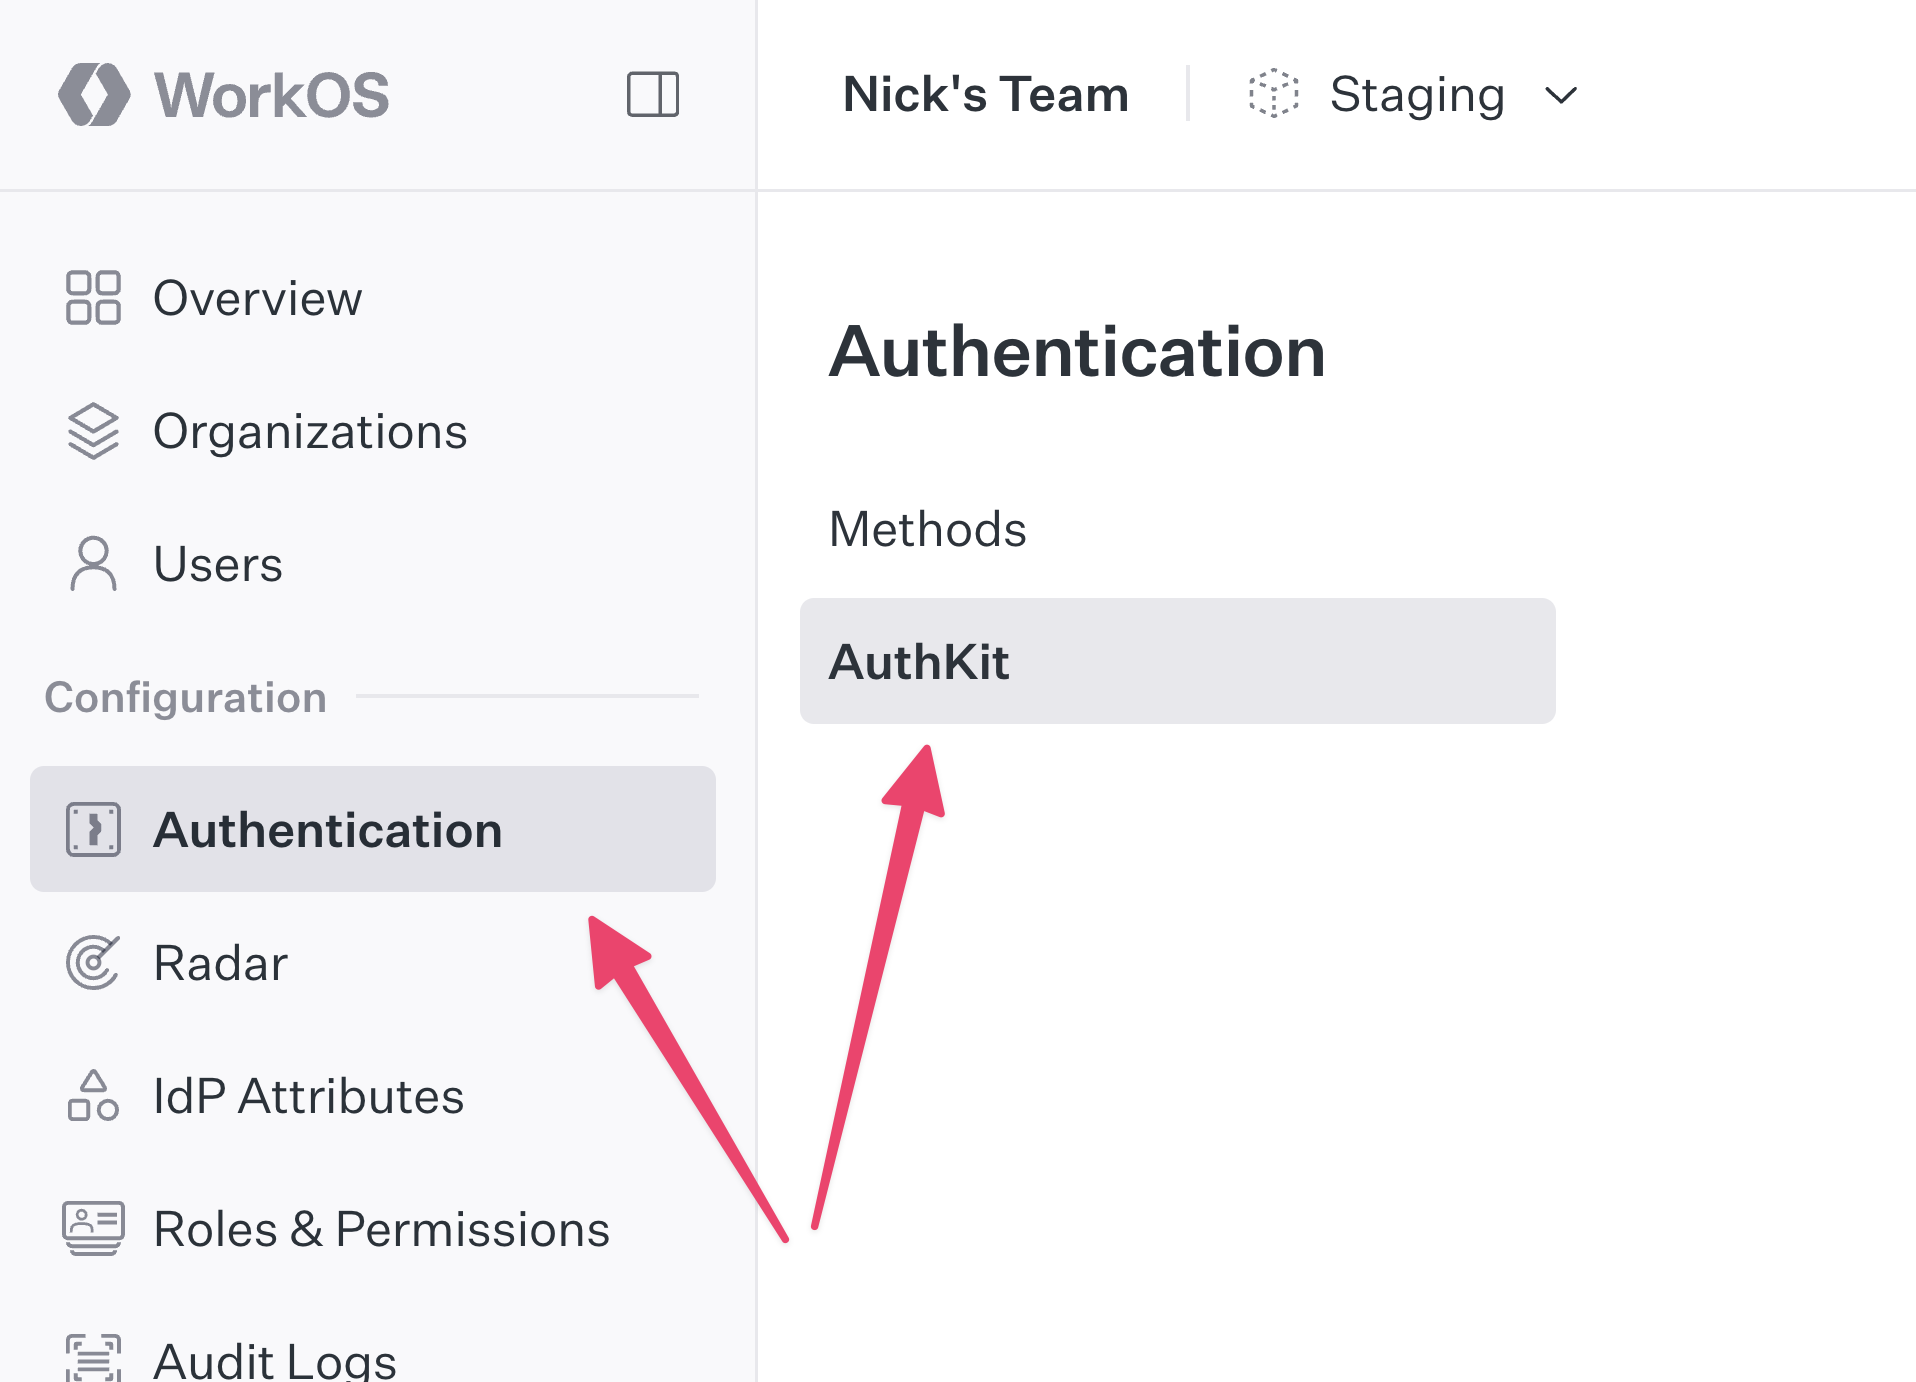 WorkOS
Nick's Team
Staging
Overview
Organizations
Users
Configuration
Authentication
Radar
IdP Attributes
Roles & Permissions
Audit Logs
Authentication
Methods
AuthKit